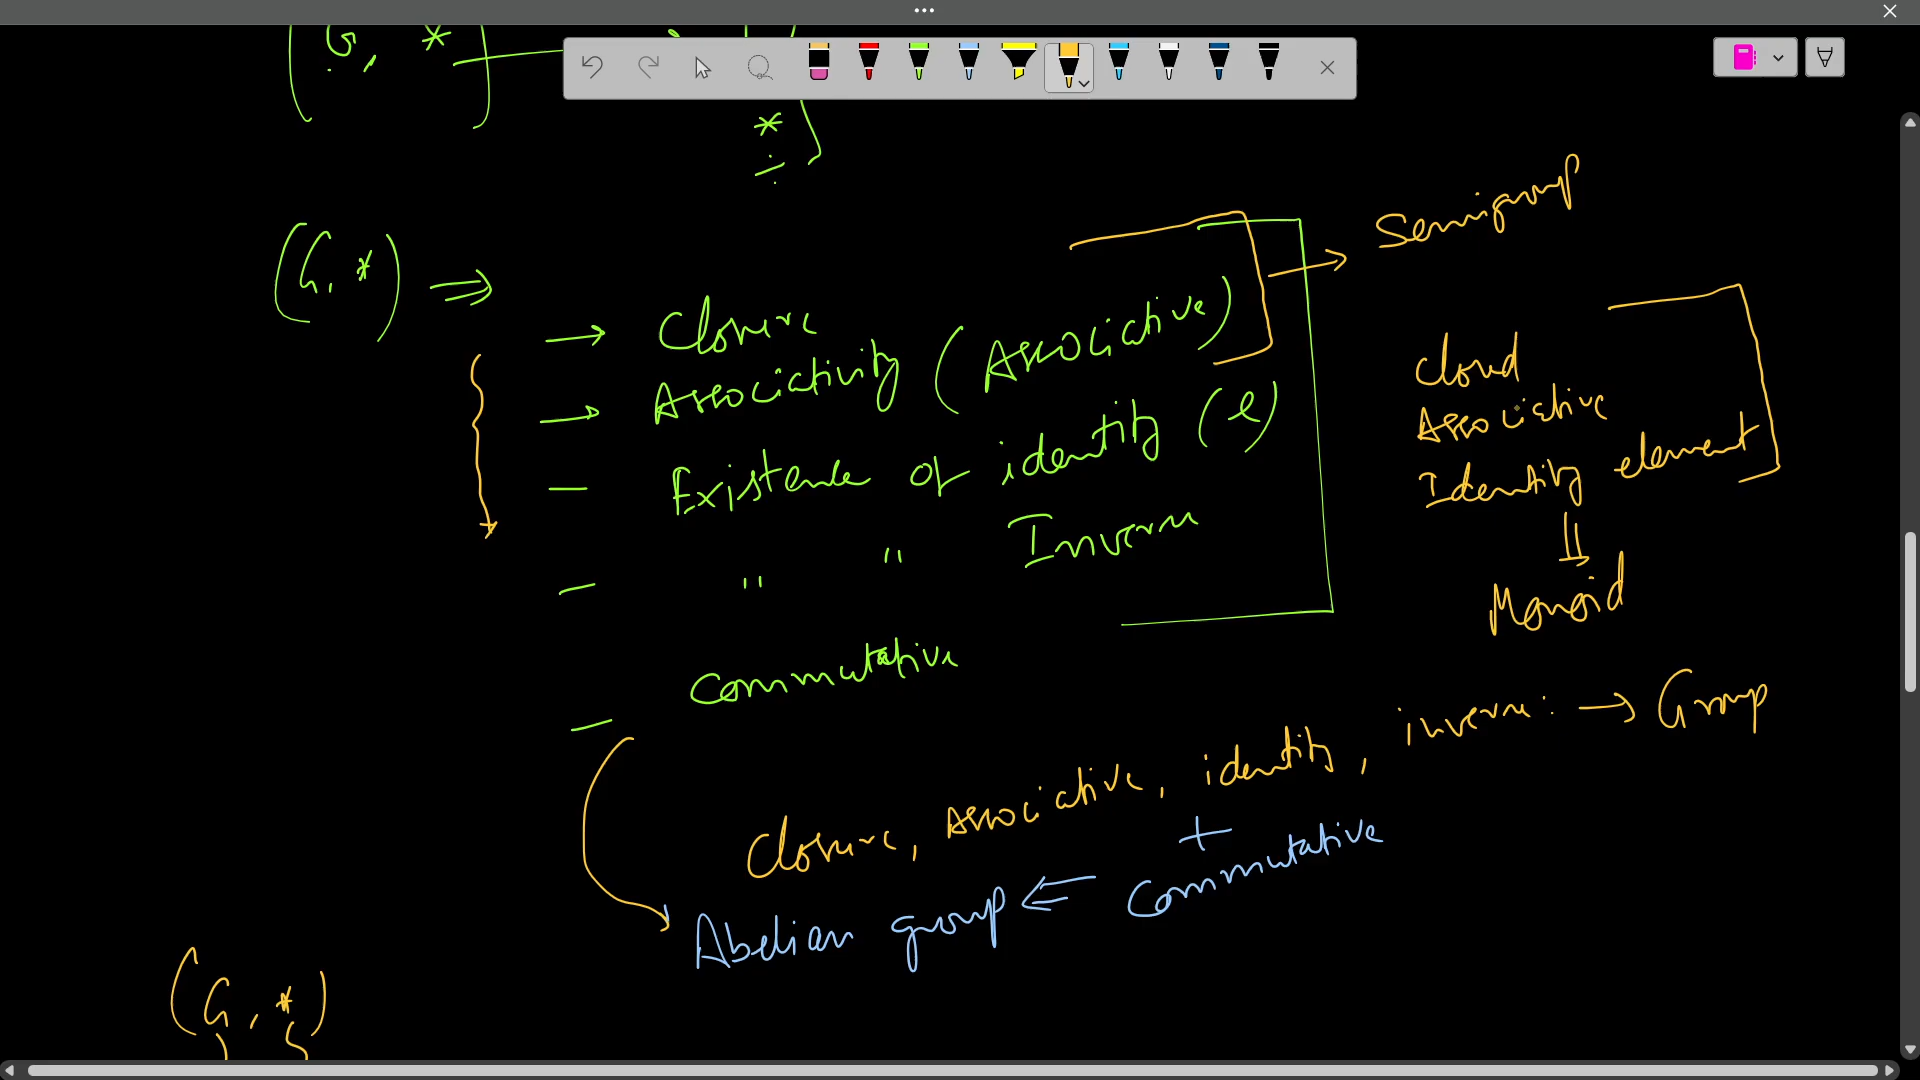 (G, *)
*
÷
(G, *) ⇒
Semigroup
→ Closure
→ Associativity (Associative)
- Existence of identity (e)
- " " Inverse
- Commutative
Closed
Associative
Identity element
⇓
Monoid
Closure, Associative, identity, inverse: → Group
+
Abelian group ⇐ Commutative
(G, *)